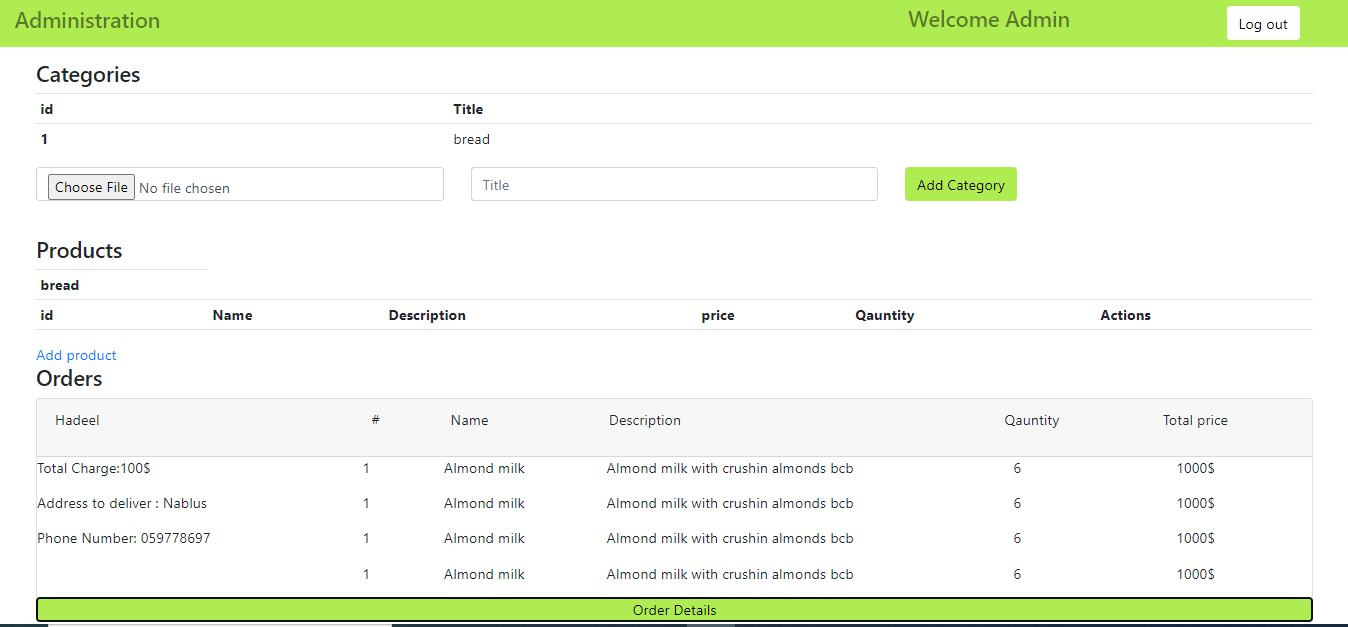 Administration Welcome Admin Log out
Categories
id Title
1 bread
Choose File No file chosen Title Add Category
Products
bread
id Name Description price Qauntity Actions
Add product
Orders
Hadeel # Name Description Qauntity Total price
Total Charge:100$ 1 Almond milk Almond milk with crushin almonds bcb 6 1000$
Address to deliver : Nablus 1 Almond milk Almond milk with crushin almonds bcb 6 1000$
Phone Number: 059778697 1 Almond milk Almond milk with crushin almonds bcb 6 1000$
1 Almond milk Almond milk with crushin almonds bcb 6 1000$
Order Details